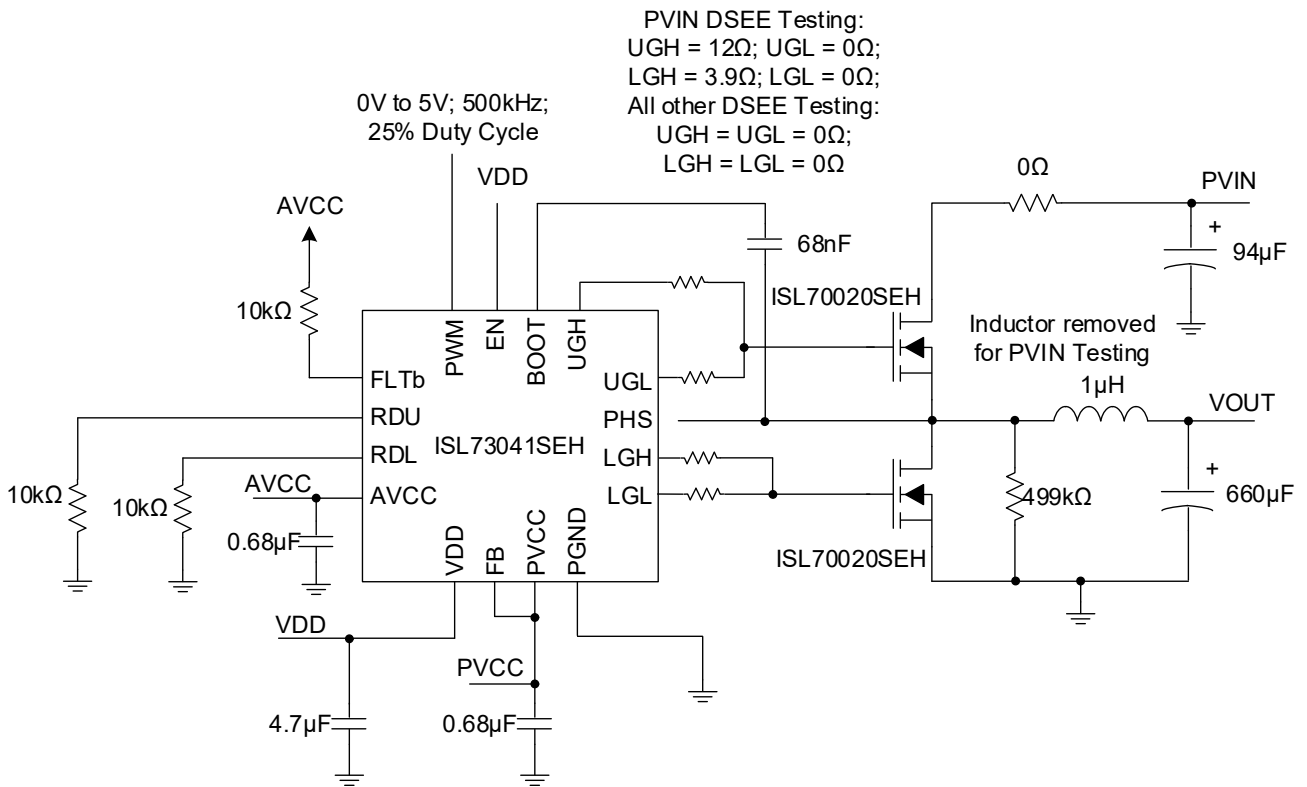 PVIN DSEE Testing:
UGH = 12Ω; UGL = 0Ω;
LGH = 3.9Ω; LGL = 0Ω;
All other DSEE Testing:
UGH = UGL = 0Ω;
LGH = LGL = 0Ω
0V to 5V; 500kHz;
25% Duty Cycle
VDD
0Ω
PVIN
AVCC
+
68nF
94µF
ISL70020SEH
10kΩ
Inductor removed
for PVIN Testing
PWM
EN
BOOT
UGH
1µH
FLTb
UGL
VOUT
RDU
PHS
ISL73041SEH
RDL
LGH
+
AVCC
AVCC
LGL
10kΩ
10kΩ
499kΩ
660µF
0.68µF
VDD
FB
PVCC
PGND
ISL70020SEH
VDD
PVCC
4.7µF
0.68µF